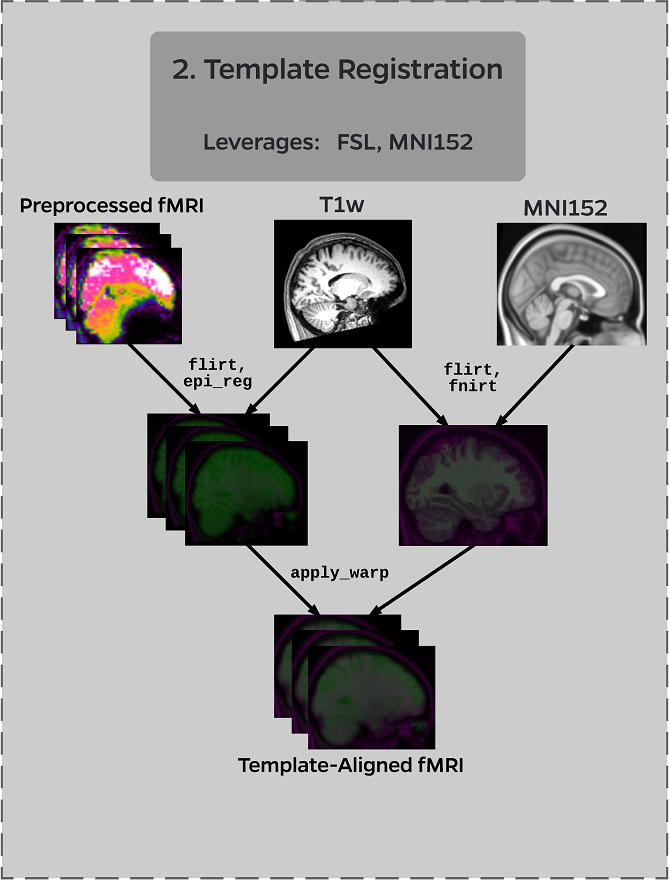 2. Template Registration
Leverages: FSL, MNI152
Preprocessed fMRI
T1w
MNI152
flirt,
epi_reg
flirt,
fnirt
apply_warp
Template-Aligned fMRI